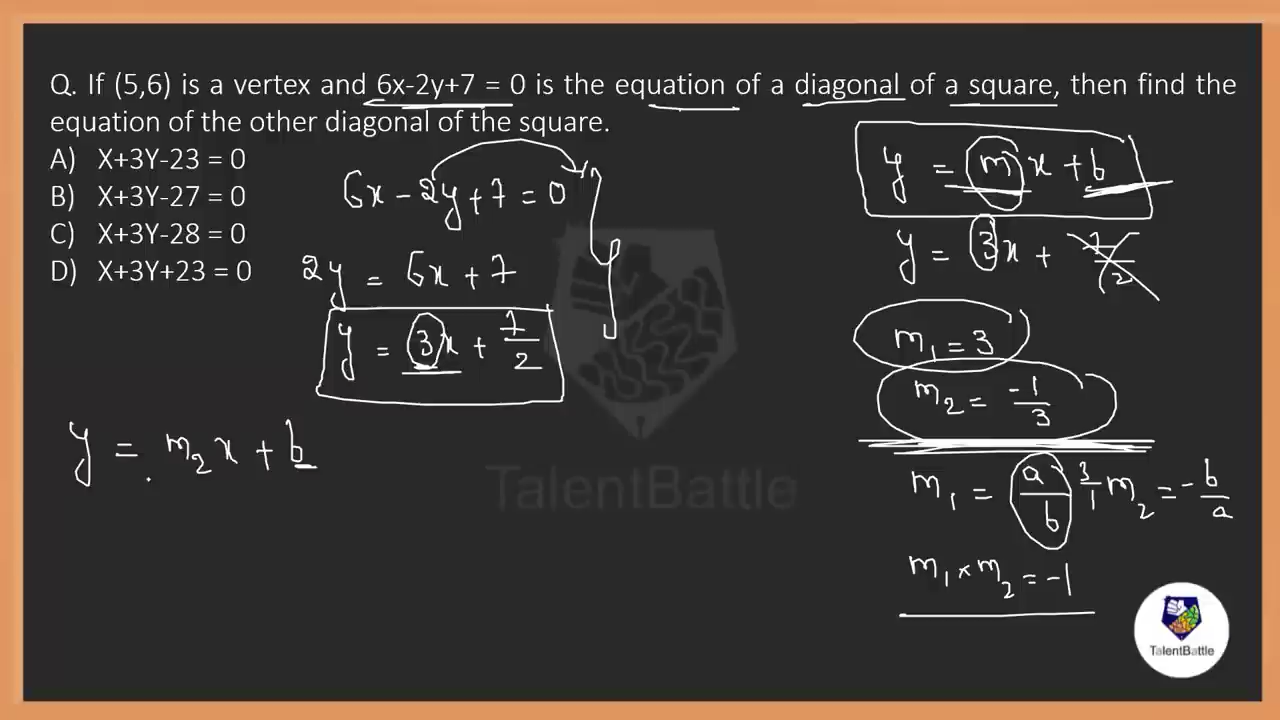 Q. If (5,6) is a vertex and 6x-2y+7 = 0 is the equation of a diagonal of a square, then find the
equation of the other diagonal of the square.
A) X+3Y-23 = 0
B) X+3Y-27 = 0
C) X+3Y-28 = 0
D) X+3Y+23 = 0
6x - 2y + 7 = 0
2y = 6x + 7
y = 3x + 7/2
y = m₂x + b
y = mx + b
y = 3x + 7/2
m₁ = 3
m₂ = -1/3
m₁ = a/b 3/1 m₂ = -b/a
m₁ × m₂ = -1
TalentBattle
TalentBattle